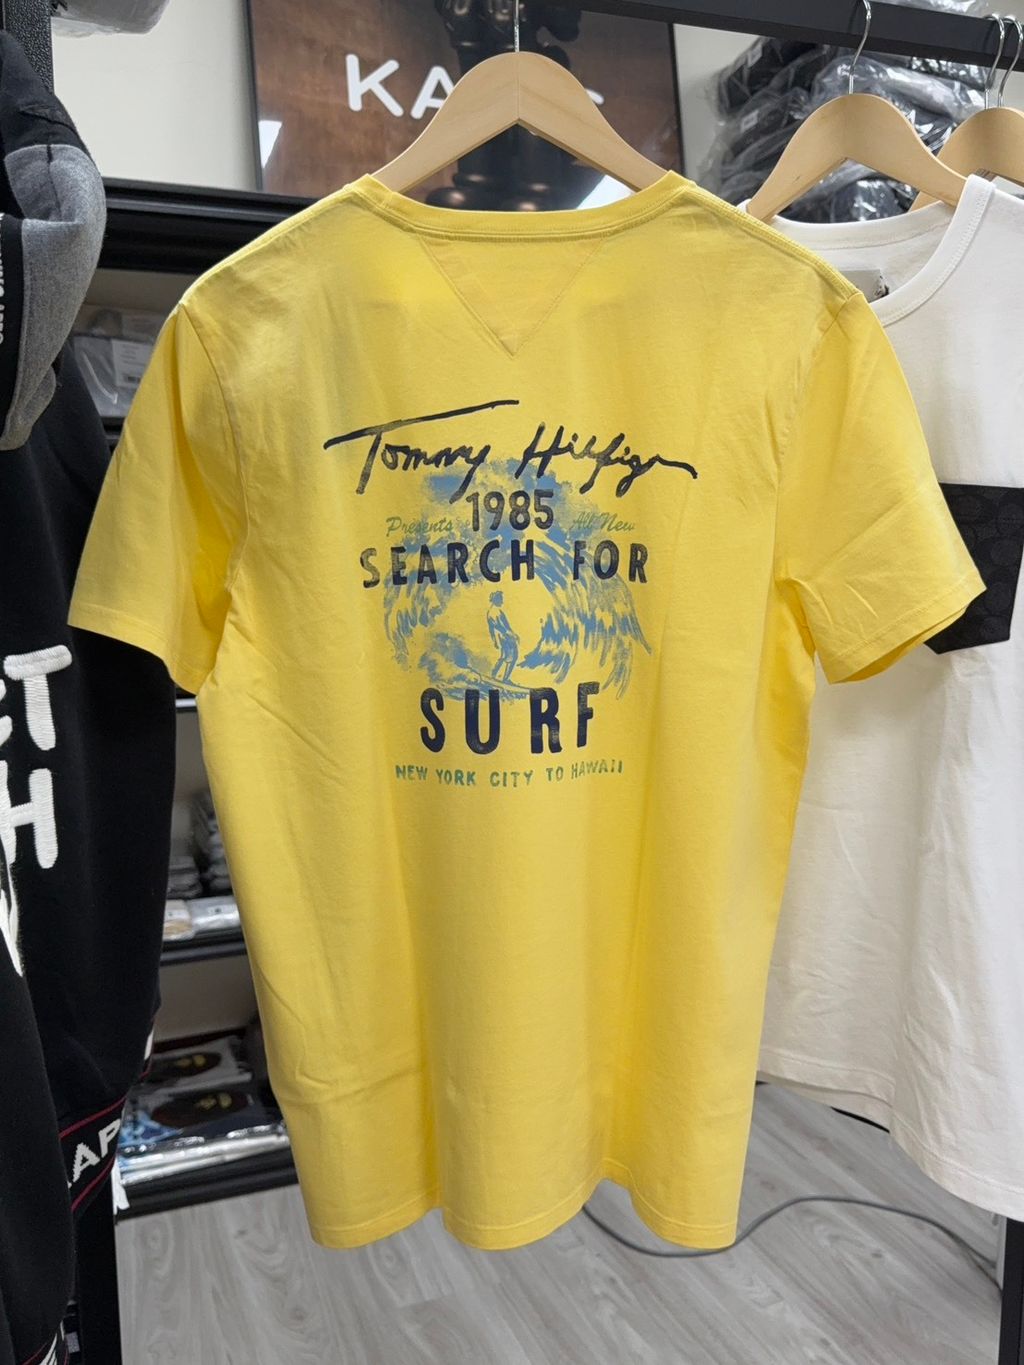 Tommy Hilfiger
1985
Presents All New
SEARCH FOR
SURF
NEW YORK CITY TO HAWAII